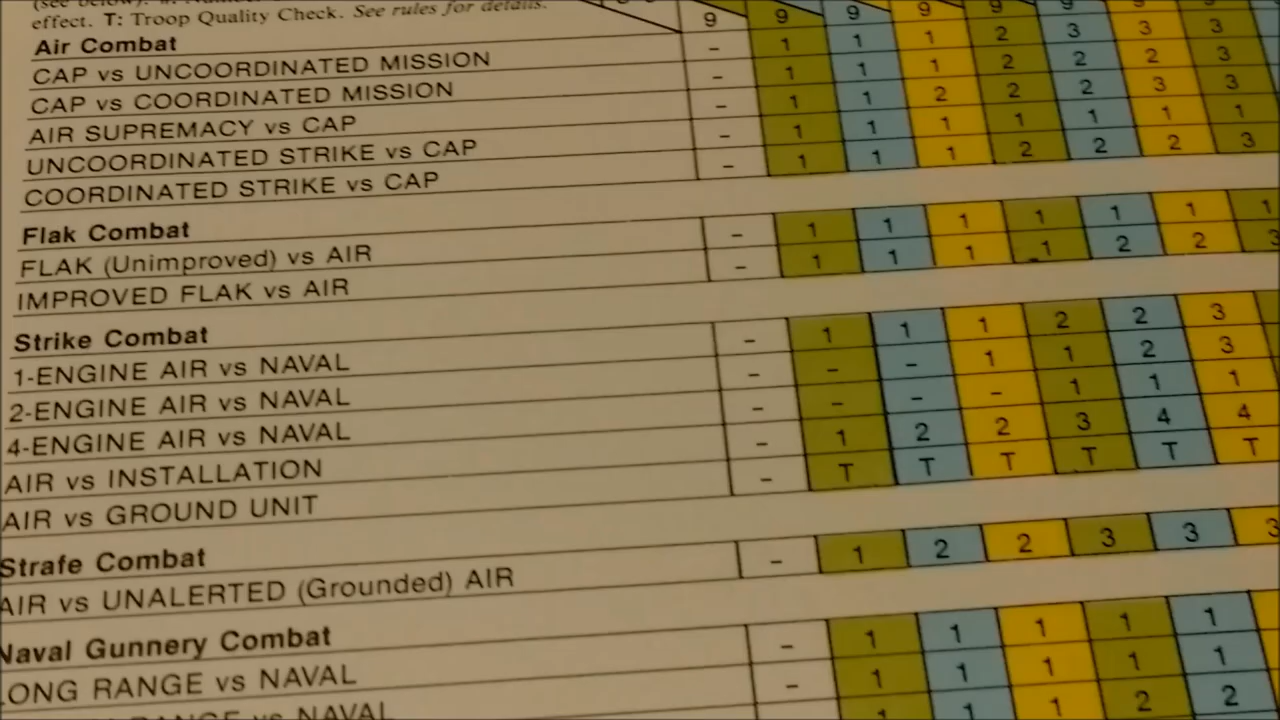 (see below).
effect. T: Troop Quality Check. See rules for details.
9 9 9 9 9 9 9 9
Air Combat
CAP vs UNCOORDINATED MISSION – 1 1 1 2 3 3 3
CAP vs COORDINATED MISSION – 1 1 1 2 2 2 3
AIR SUPREMACY vs CAP – 1 1 2 2 2 3 3
UNCOORDINATED STRIKE vs CAP – 1 1 1 1 1 1 1
COORDINATED STRIKE vs CAP – 1 1 1 2 2 2 3
Flak Combat
FLAK (Unimproved) vs AIR – 1 1 1 1 1 1 1
IMPROVED FLAK vs AIR – 1 1 1 1 2 2 3
Strike Combat
1-ENGINE AIR vs NAVAL – 1 1 1 2 2 3
2-ENGINE AIR vs NAVAL – – – 1 1 2 3
4-ENGINE AIR vs NAVAL – – – – 1 1 1
AIR vs INSTALLATION – 1 2 2 3 4 4
AIR vs GROUND UNIT – T T T T T T
Strafe Combat
AIR vs UNALERTED (Grounded) AIR – 1 2 2 3 3 3
Naval Gunnery Combat
LONG RANGE vs NAVAL – 1 1 1 1 1
RANGE vs NAVAL – 1 1 1 1 1
1 1 1 2 2